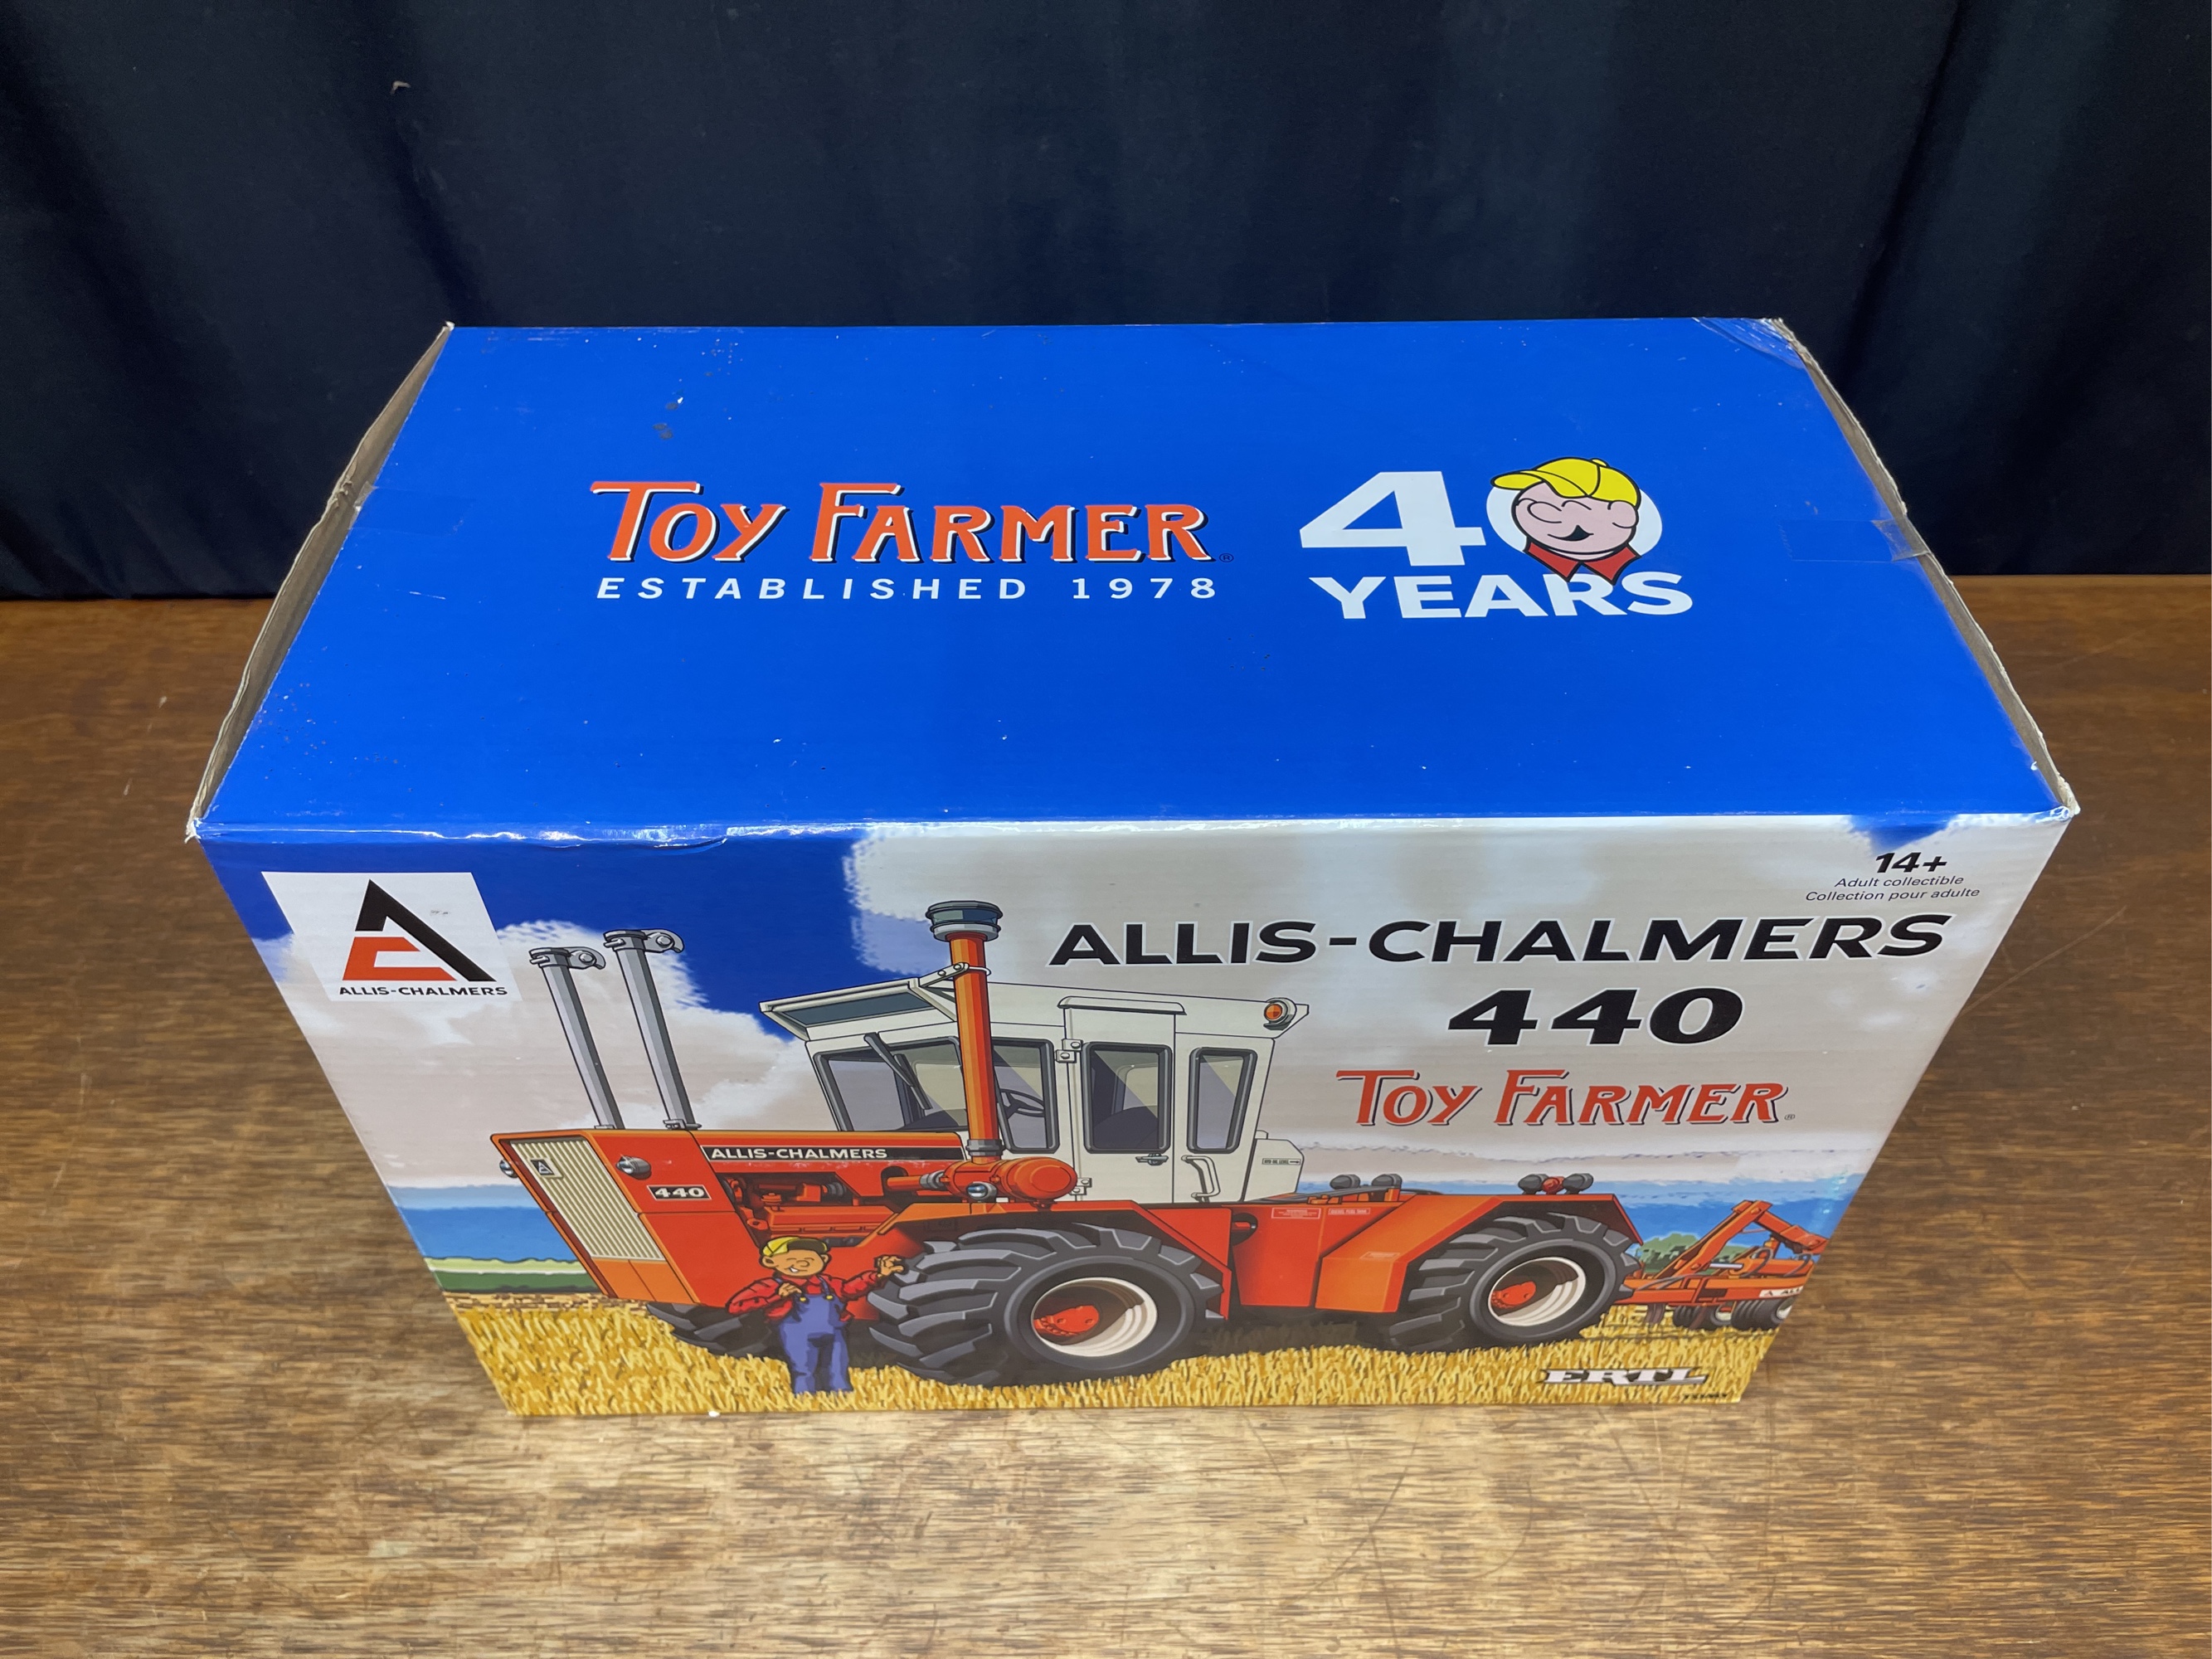 TOY FARMER®
ESTABLISHED 1978
40
YEARS
14+
Adult collectible
Collection pour adulte
ALLIS-CHALMERS
ALLIS-CHALMERS
440
TOY FARMER®
ALLIS-CHALMERS
440
ERTL